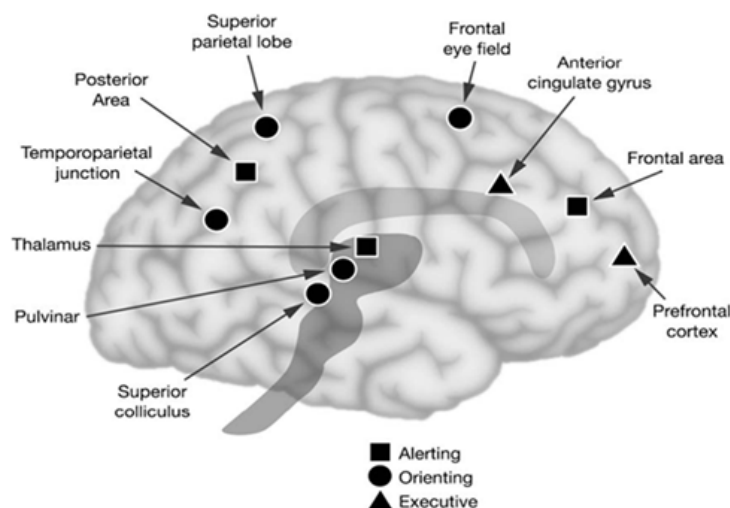 Superior
parietal lobe
Frontal
eye field
Anterior
cingulate gyrus
Posterior
Area
Temporoparietal
junction
Frontal area
Thalamus
Pulvinar
Prefrontal
cortex
Superior
colliculus
Alerting
Orienting
Executive